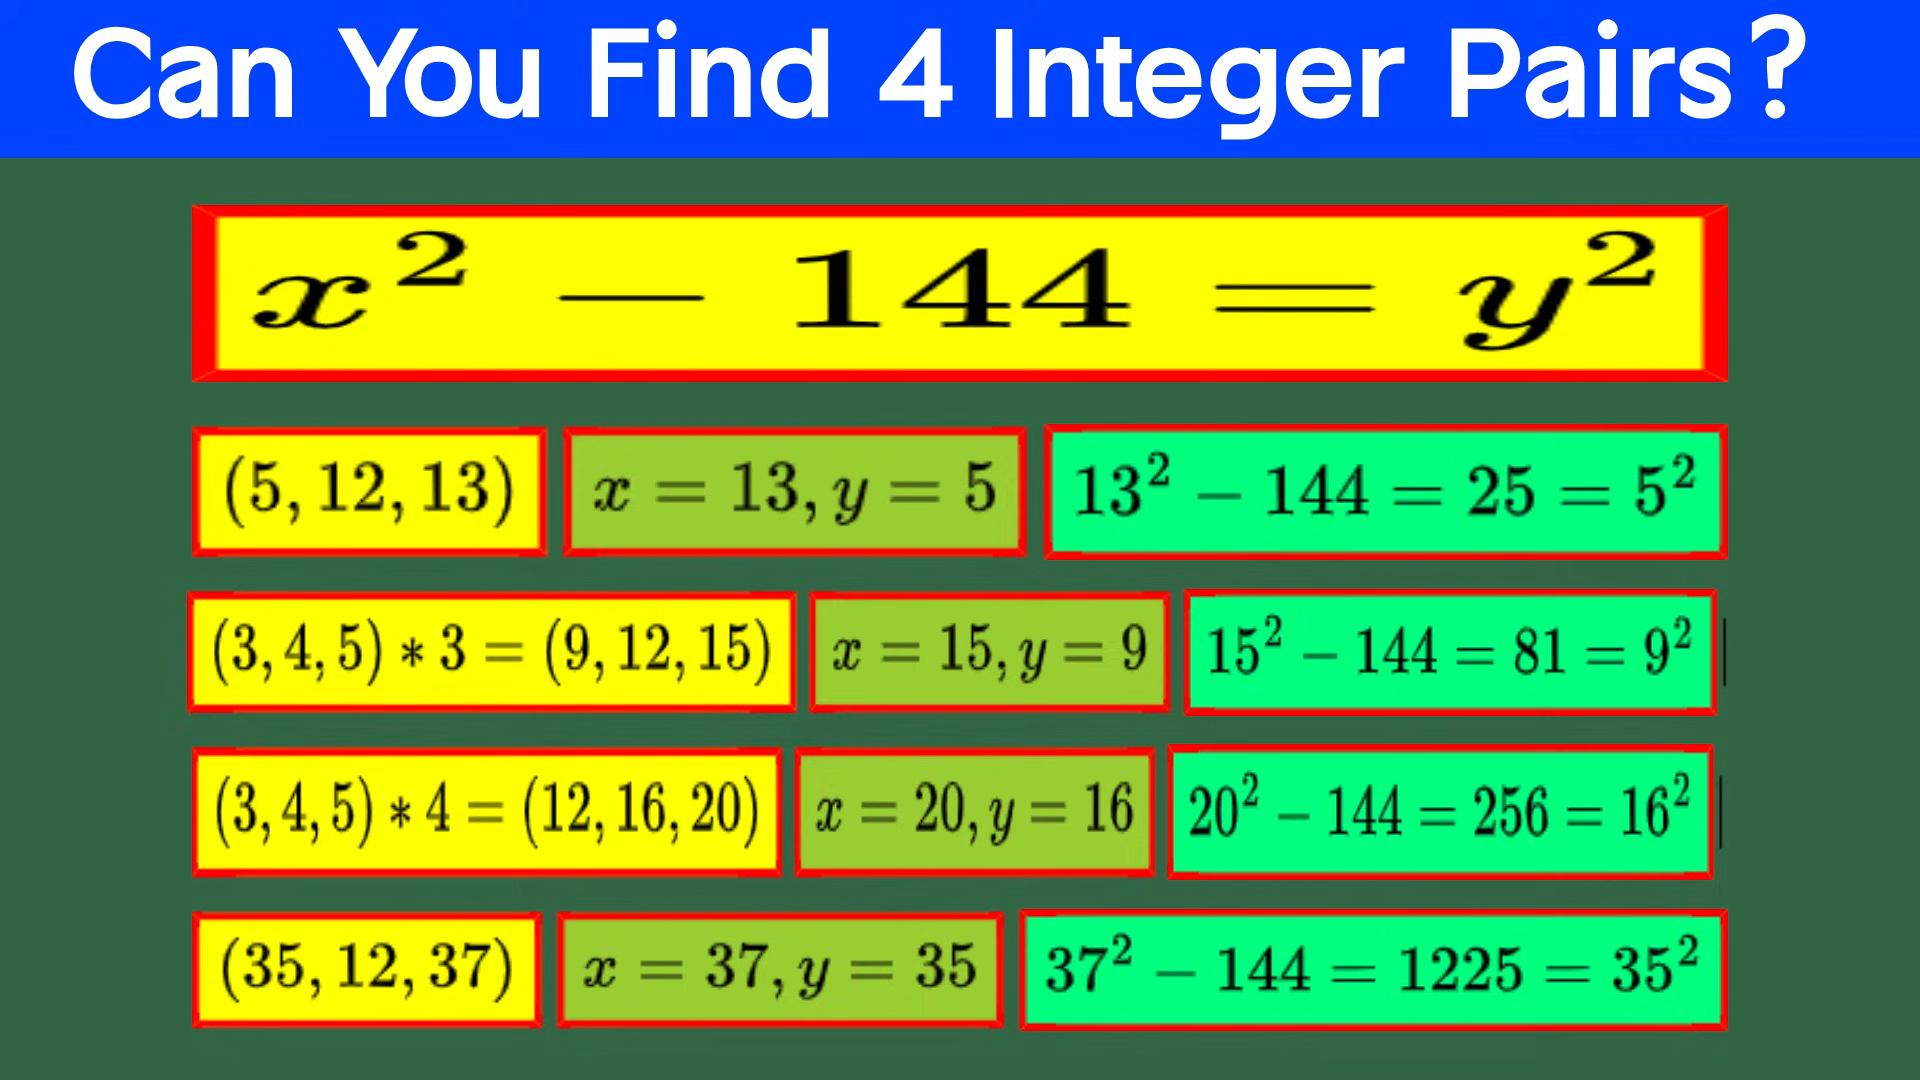 Can You Find 4 Integer Pairs?
x² − 144 = y²
(5, 12, 13) x = 13, y = 5 13² − 144 = 25 = 5²
(3, 4, 5) ∗ 3 = (9, 12, 15) x = 15, y = 9 15² − 144 = 81 = 9²
(3, 4, 5) ∗ 4 = (12, 16, 20) x = 20, y = 16 20² − 144 = 256 = 16²
(35, 12, 37) x = 37, y = 35 37² − 144 = 1225 = 35²